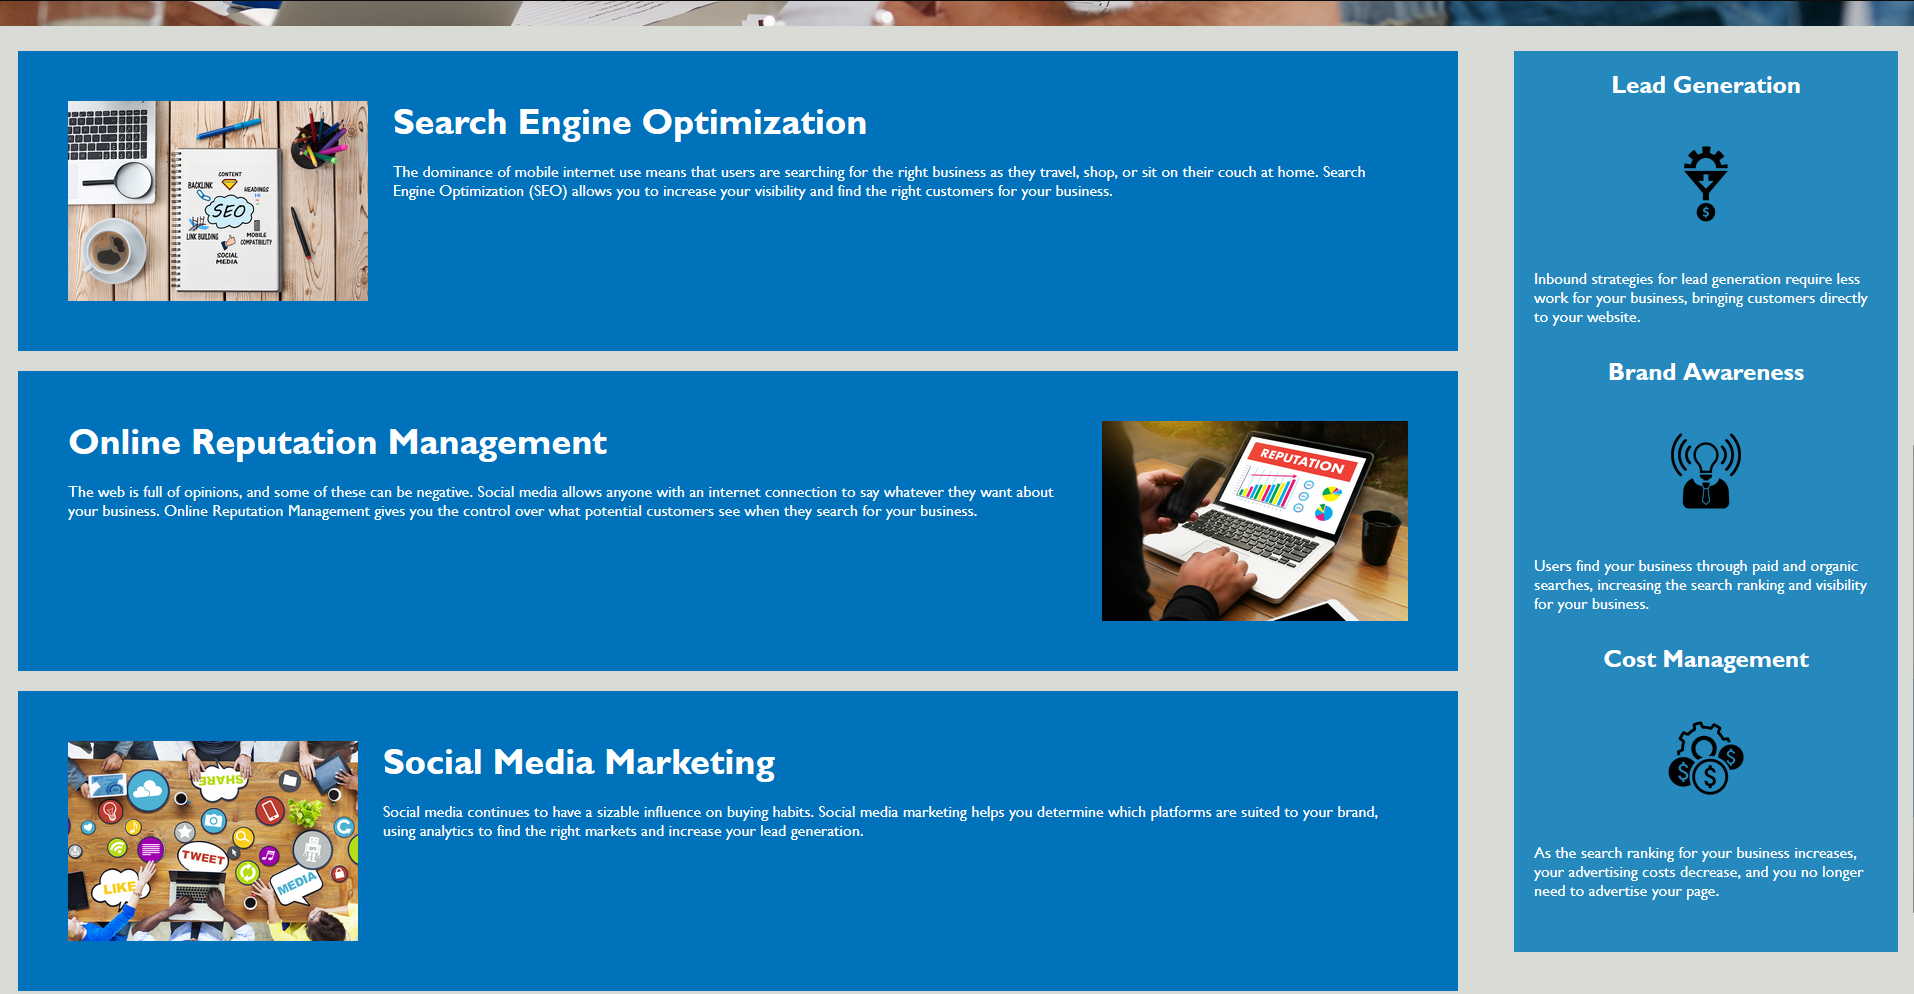 Search Engine Optimization
The dominance of mobile internet use means that users are searching for the right business as they travel, shop, or sit on their couch at home. Search
Engine Optimization (SEO) allows you to increase your visibility and find the right customers for your business.
CONTENT
BACKLINK
HEADINGS
SEO
LINK BUILDING
MOBILE
COMPATIBILITY
SOCIAL
MEDIA
Online Reputation Management
The web is full of opinions, and some of these can be negative. Social media allows anyone with an internet connection to say whatever they want about
your business. Online Reputation Management gives you the control over what potential customers see when they search for your business.
REPUTATION
Social Media Marketing
Social media continues to have a sizable influence on buying habits. Social media marketing helps you determine which platforms are suited to your brand,
using analytics to find the right markets and increase your lead generation.
SHARE
TWEET
LIKE
MEDIA
Lead Generation
$
Inbound strategies for lead generation require less
work for your business, bringing customers directly
to your website.
Brand Awareness
Users find your business through paid and organic
searches, increasing the search ranking and visibility
for your business.
Cost Management
$ $ $
As the search ranking for your business increases,
your advertising costs decrease, and you no longer
need to advertise your page.